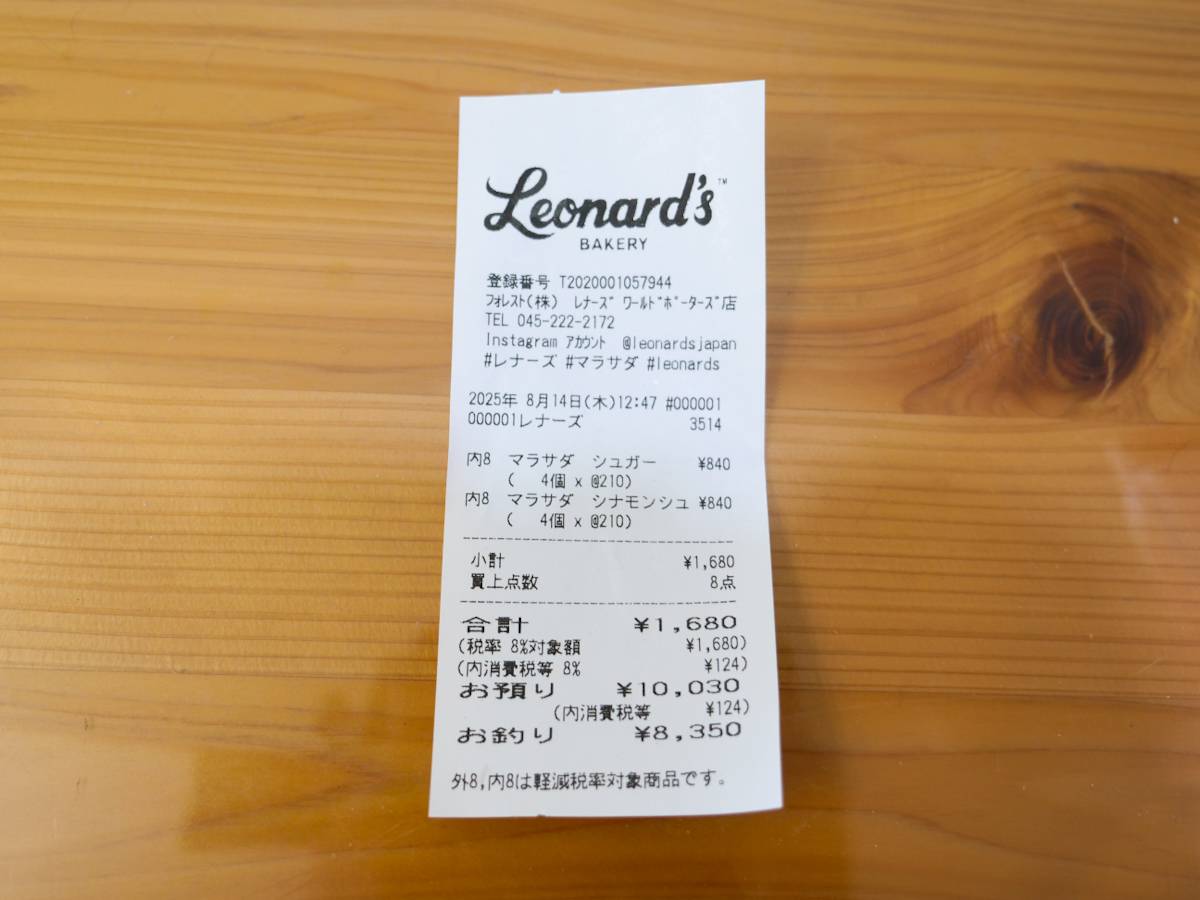 Leonard's™
BAKERY
登録番号 T2020001057944
フォレスト(株) レナーズ ワールドポーターズ店
TEL 045-222-2172
Instagram アカウント @leonardsjapan
#レナーズ #マラサダ #leonards
2025年 8月14日(木)12:47 #000001
000001レナーズ 3514
内8 マラサダ シュガー ¥840
( 4個 x @210)
内8 マラサダ シナモンシュ ¥840
( 4個 x @210)
小計 ¥1,680
買上点数 8点
合計 ¥1,680
(税率 8%対象額 ¥1,680)
(内消費税等 8% ¥124)
お預り ¥10,030
(内消費税等 ¥124)
お釣り ¥8,350
外8,内8は軽減税率対象商品です。